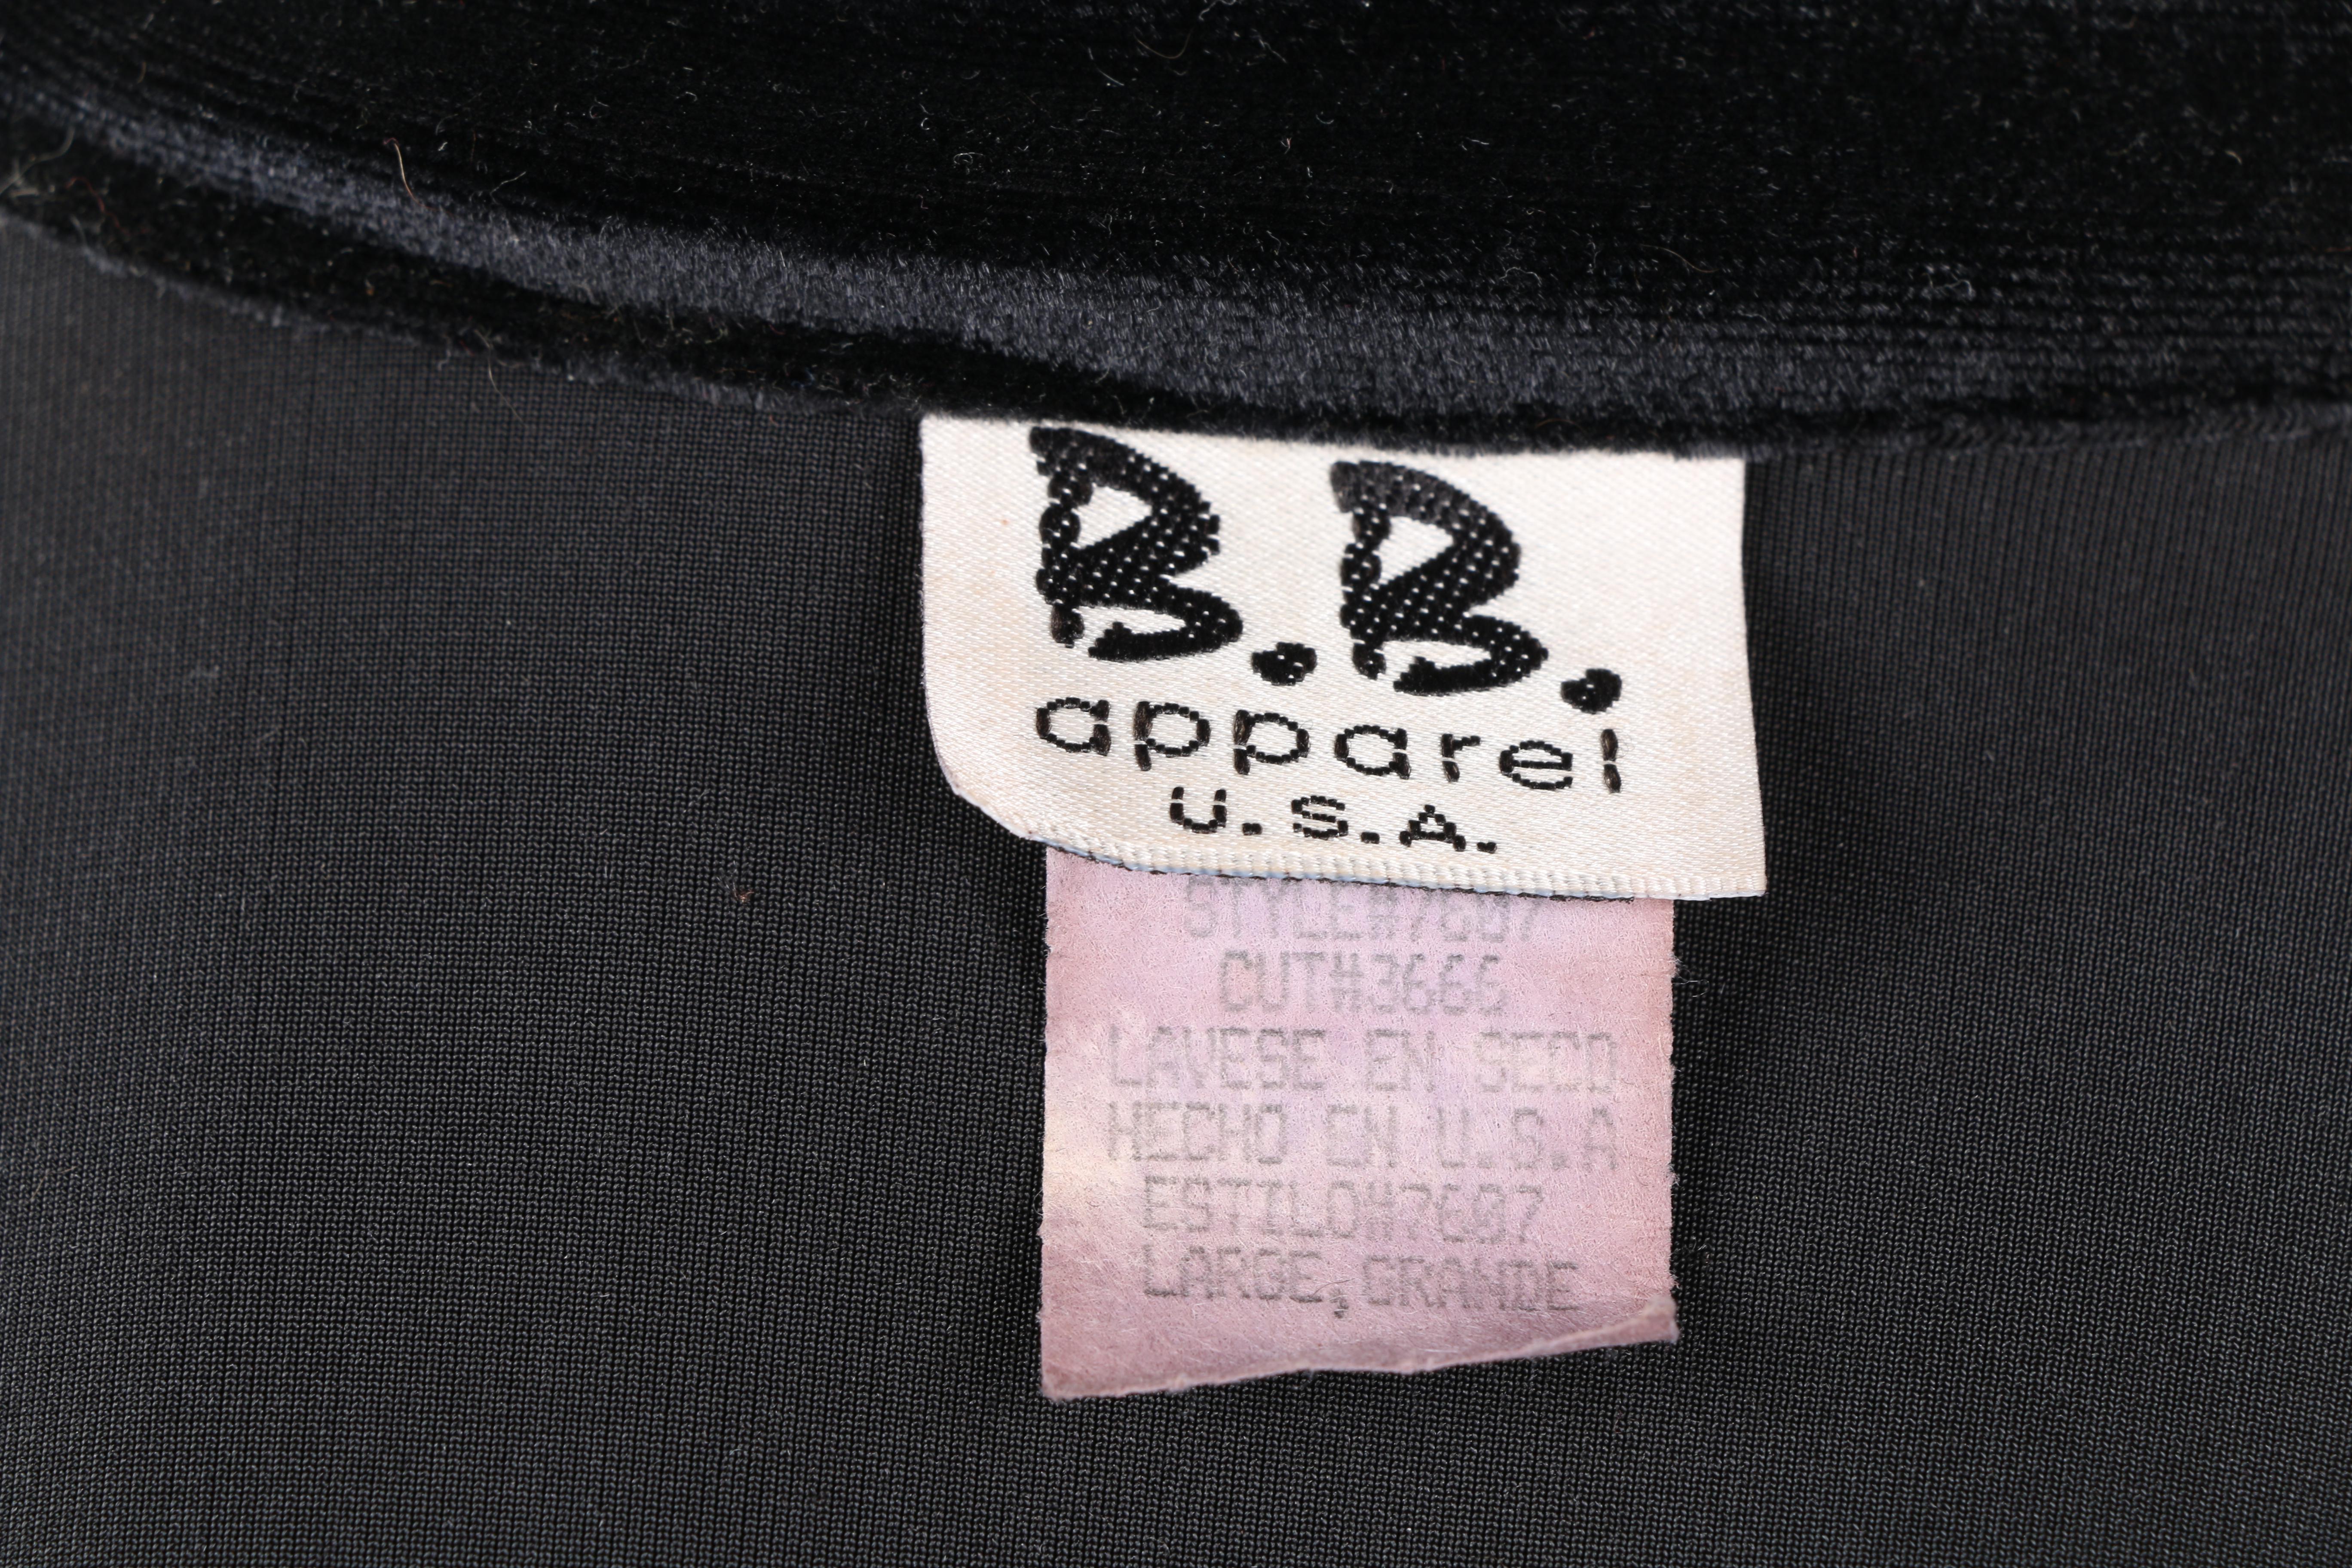 B.B.
apparel
U.S.A.
STYLE#7607
CUT#3666
LAVESE EN SECO
HECHO EN U.S.A
ESTILO#7607
LARGE,GRANDE